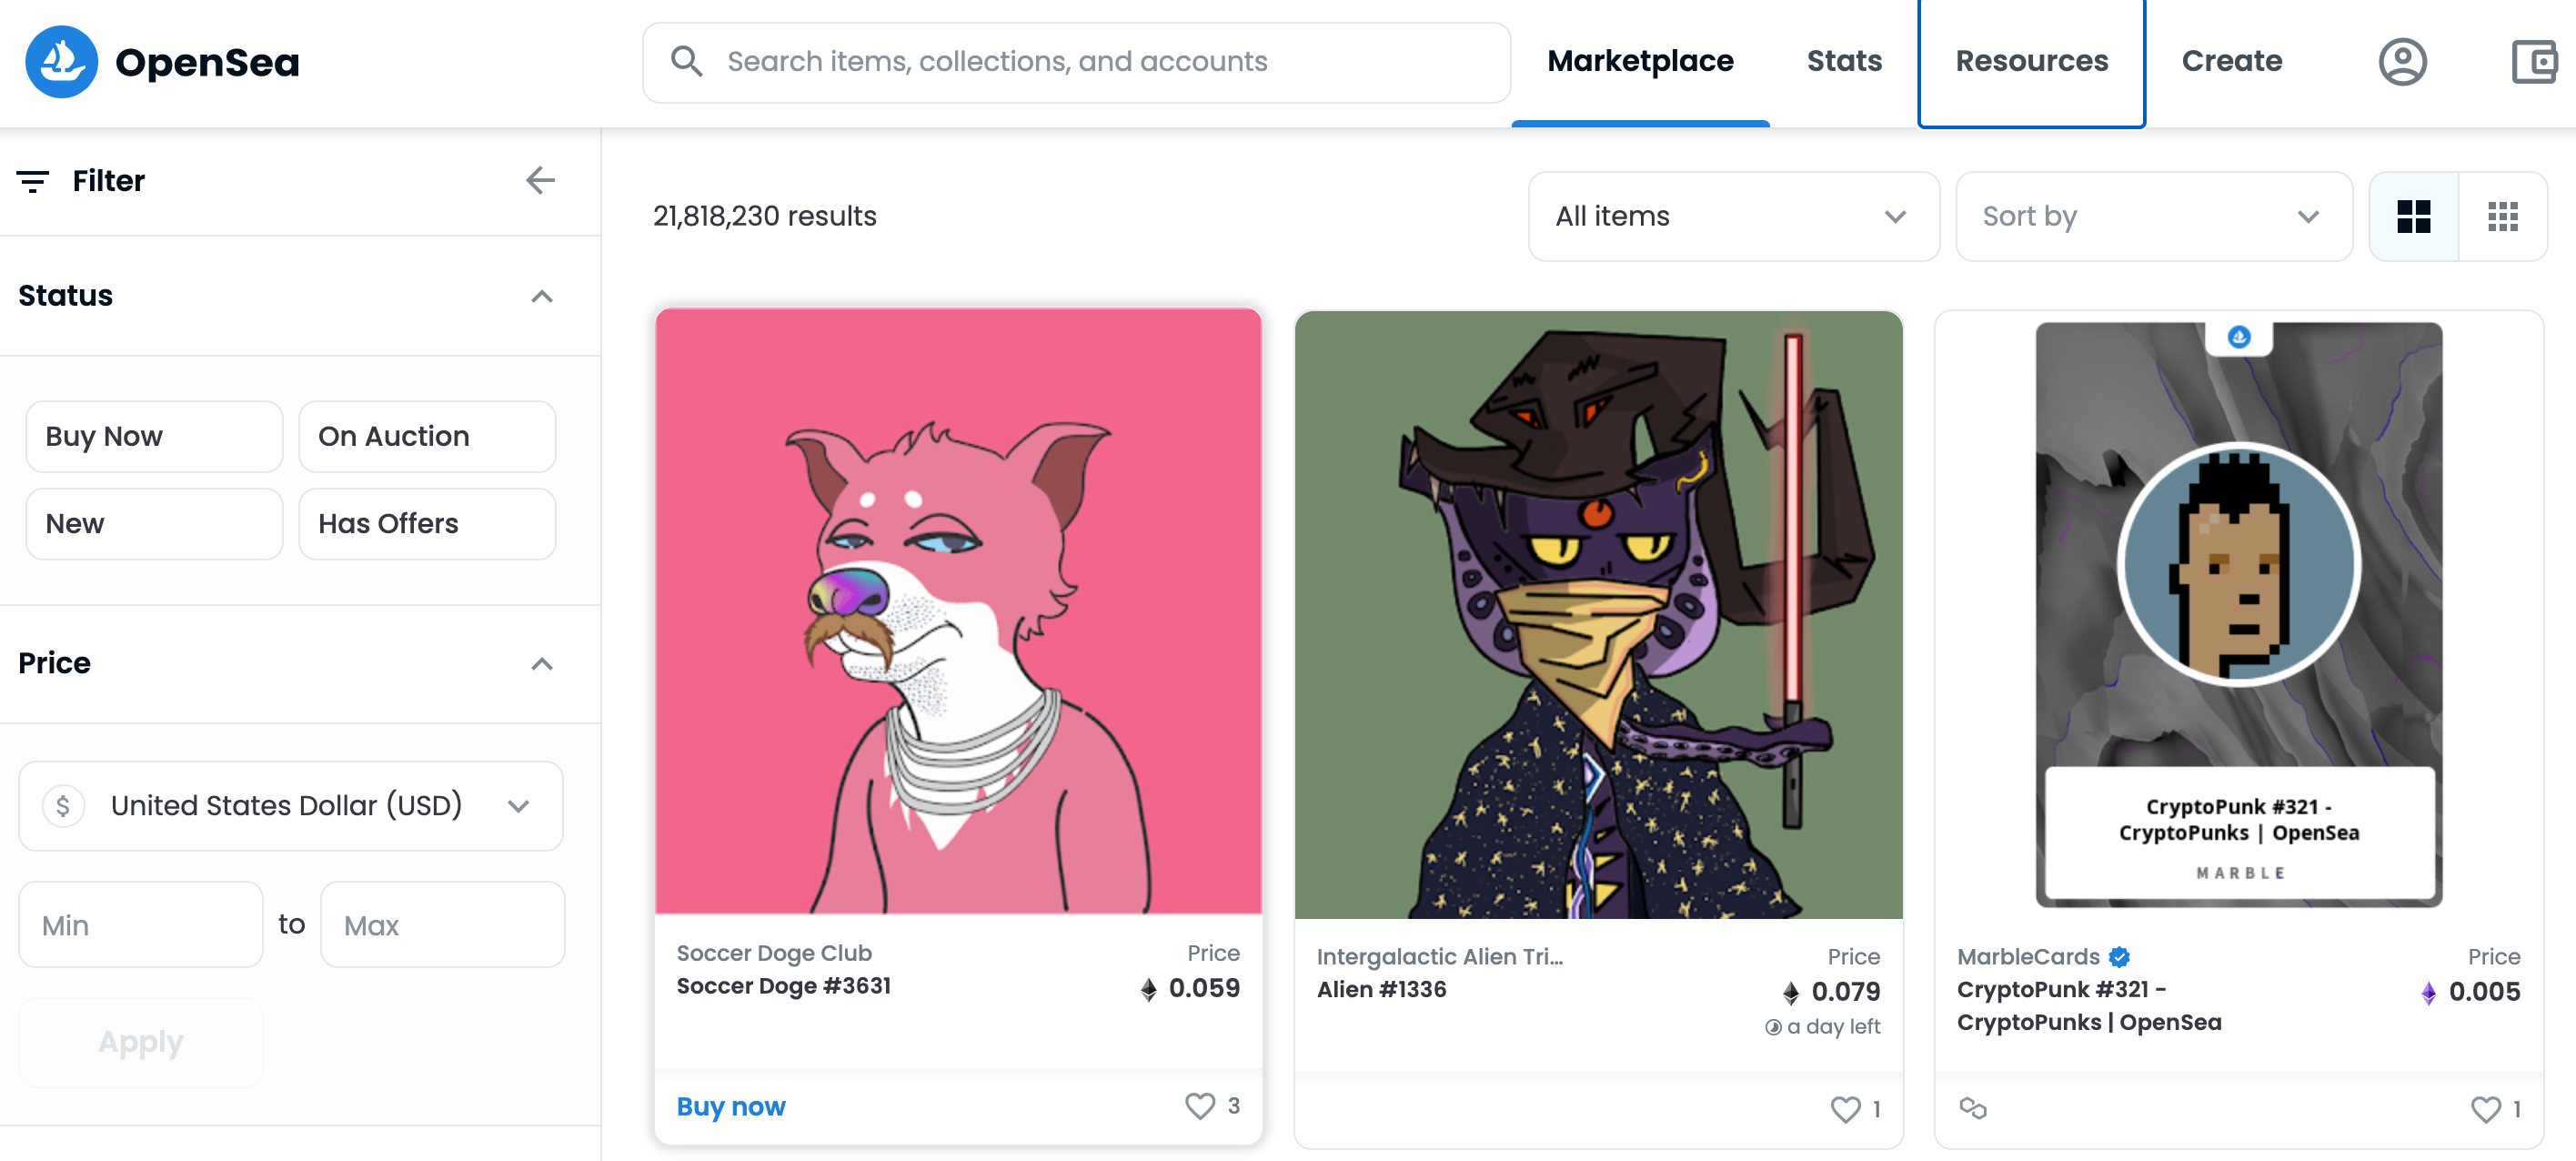 OpenSea
Search items, collections, and accounts
Marketplace
Stats
Resources
Create
Filter
21,818,230 results
All items
Sort by
Status
Buy Now
On Auction
New
Has Offers
Price
$ United States Dollar (USD)
Min
to
Max
Apply
Soccer Doge Club
Price
Soccer Doge #3631
0.059
Buy now
3
Intergalactic Alien Tri...
Price
Alien #1336
0.079
a day left
1
CryptoPunk #321 -
CryptoPunks | OpenSea
MARBLE
MarbleCards
Price
CryptoPunk #321 -
0.005
CryptoPunks | OpenSea
1